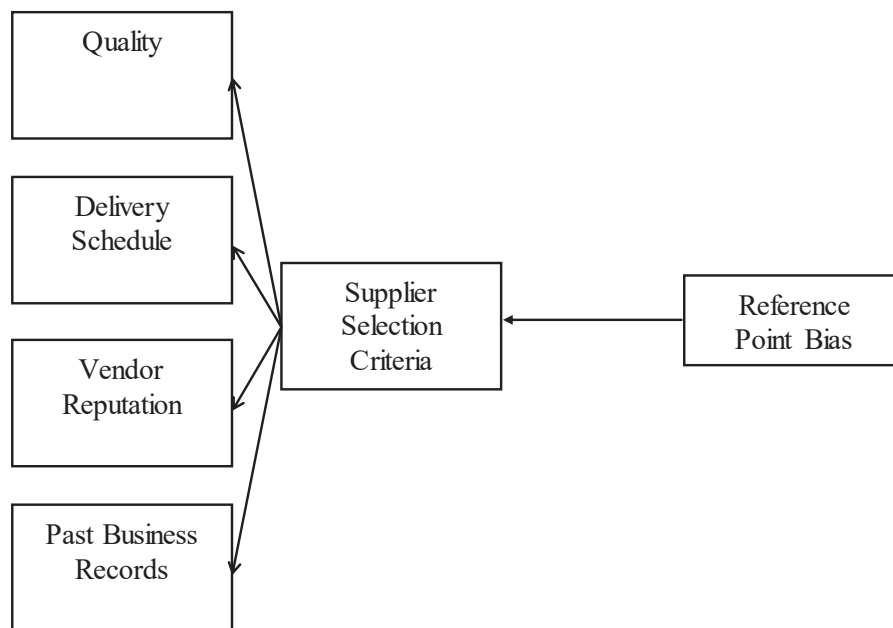 Quality
Delivery
Schedule
Vendor
Reputation
Past Business
Records
Supplier
Selection
Criteria
Reference
Point Bias